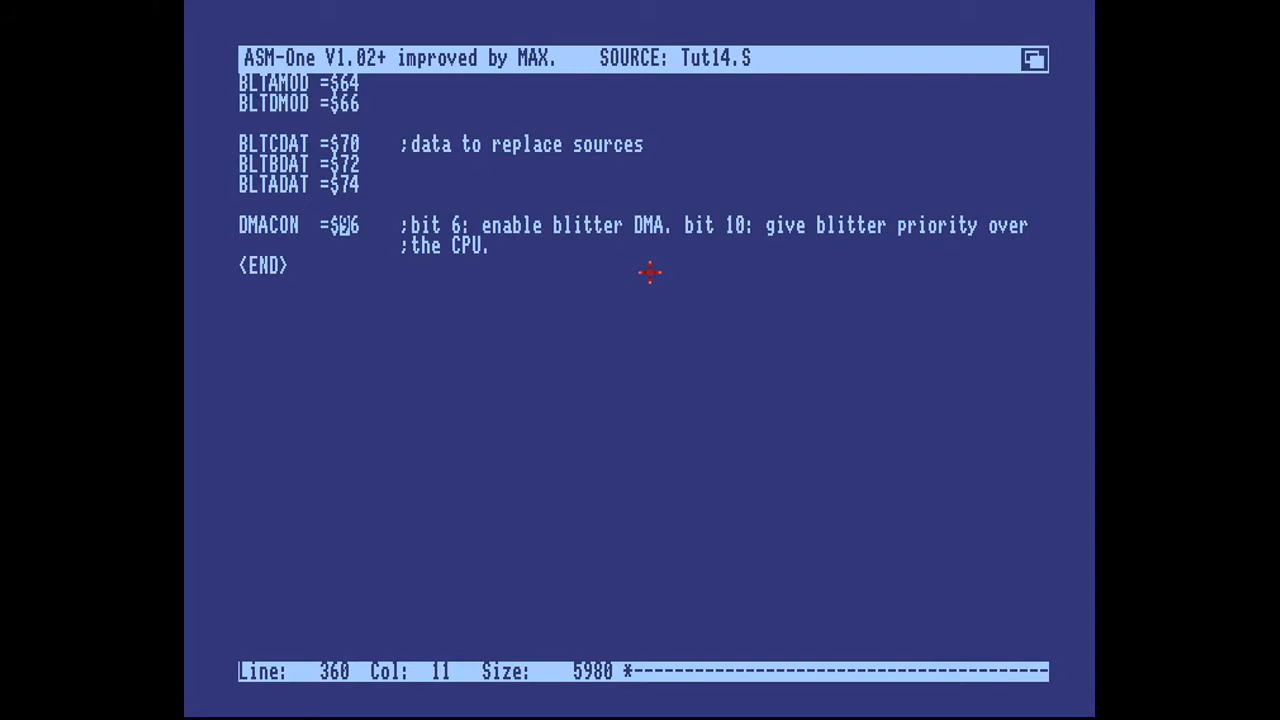 ASM-One V1.02+ improved by MAX. SOURCE: Tut14.S
BLTAMOD =$64
BLTDMOD =$66
BLTCDAT =$70 ;data to replace sources
BLTBDAT =$72
BLTADAT =$74
DMACON =$96 ;bit 6: enable blitter DMA. bit 10: give blitter priority over
;the CPU.
<END>
Line: 360 Col: 11 Size: 5980 *-----------------------------------------